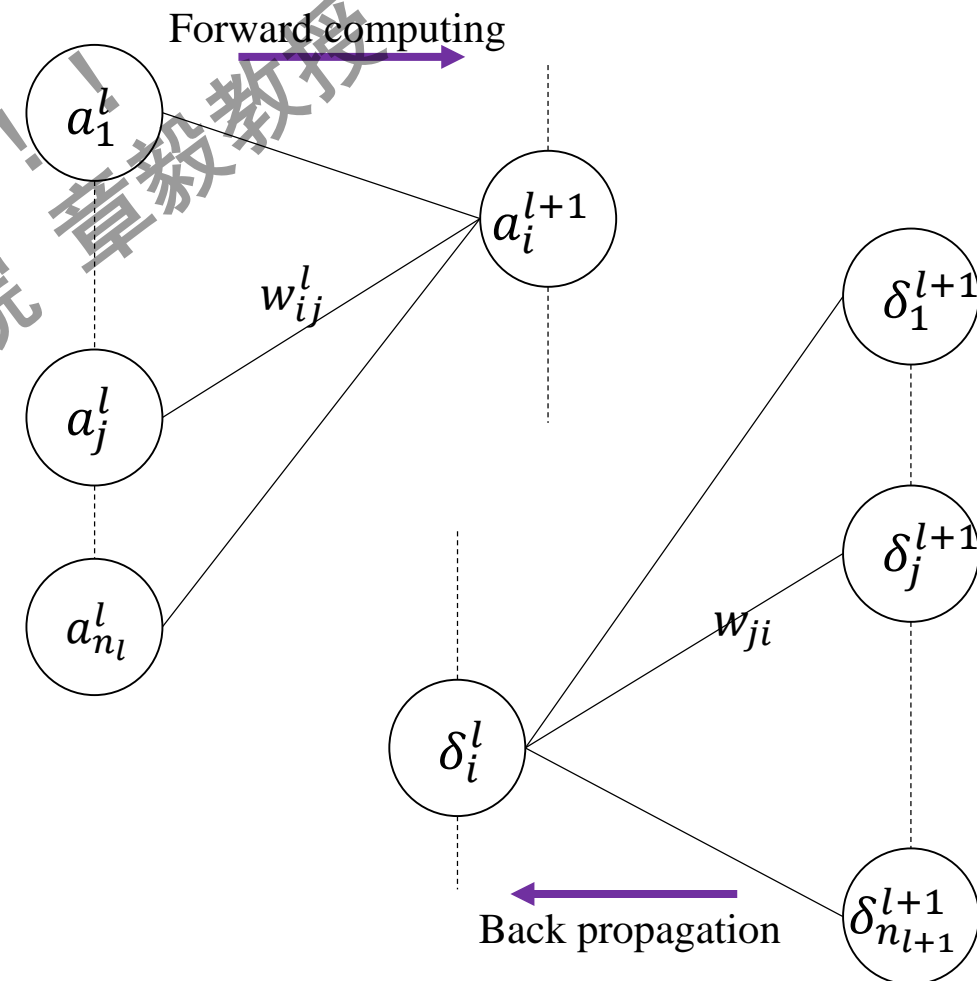 Forward computing
a_1^l
！！
章毅教授
院
a_i^{l+1}
w_{ij}^l
δ_1^{l+1}
a_j^l
δ_j^{l+1}
a_{n_l}^l
w_{ji}
δ_i^l
δ_{n_{l+1}}^{l+1}
Back propagation